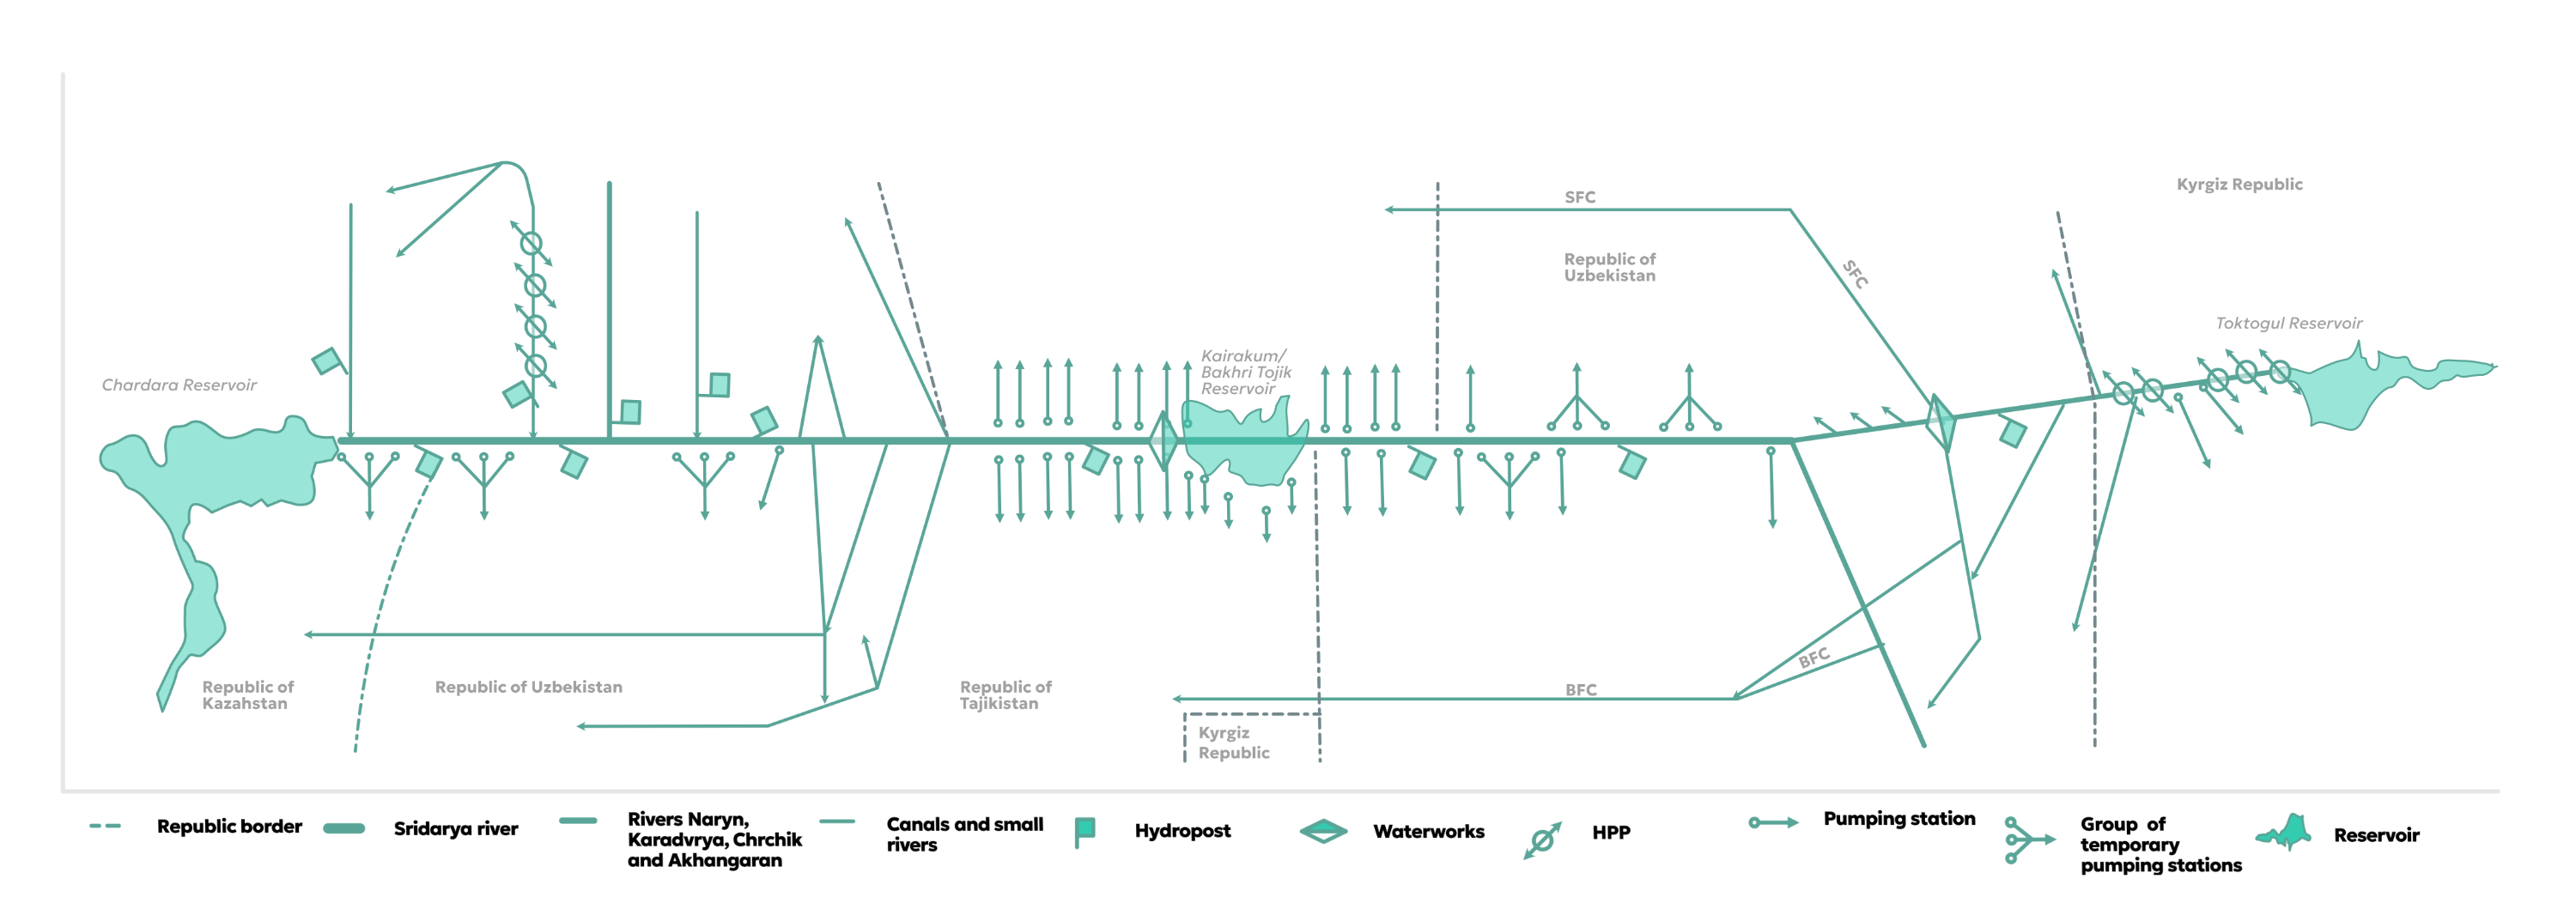 Kyrgiz Republic
SFC
Republic of
Uzbekistan
SFC
Toktogul Reservoir
Kairakum/
Bakhri Tojik
Reservoir
Chardara Reservoir
Republic of
Kazahstan
Republic of Uzbekistan
Republic of
Tajikistan
BFC
BFC
Kyrgiz
Republic
Republic border
Sridarya river
Rivers Naryn,
Karadvrya, Chrchik
and Akhangaran
Canals and small
rivers
Hydropost
Waterworks
HPP
Pumping station
Group of
temporary
pumping stations
Reservoir